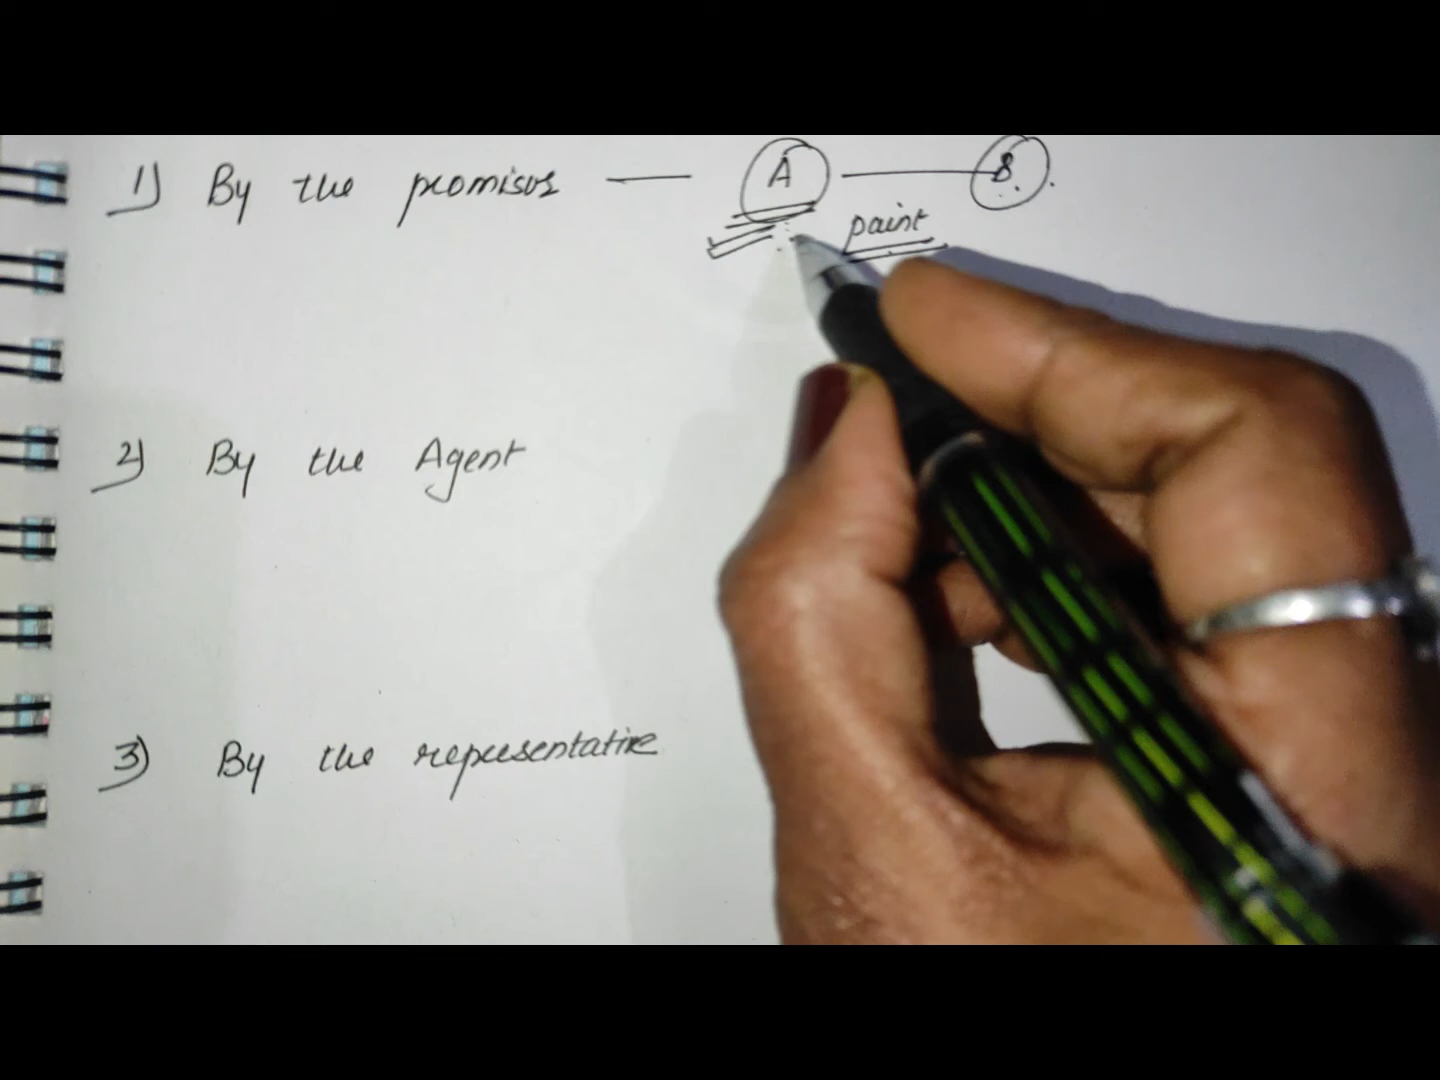 1) By the promisor — A — B
paint
2) By the Agent
3) By the representative